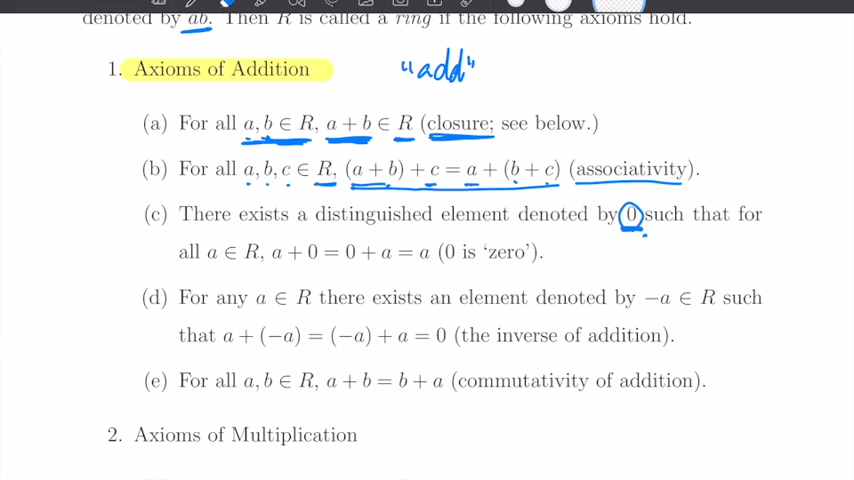 denoted by ab. Then R is called a ring if the following axioms hold.
1. Axioms of Addition "add"
(a) For all a, b ∈ R, a + b ∈ R (closure; see below.)
(b) For all a, b, c ∈ R, (a + b) + c = a + (b + c) (associativity).
(c) There exists a distinguished element denoted by 0 such that for
all a ∈ R, a + 0 = 0 + a = a (0 is ‘zero’).
(d) For any a ∈ R there exists an element denoted by −a ∈ R such
that a + (−a) = (−a) + a = 0 (the inverse of addition).
(e) For all a, b ∈ R, a + b = b + a (commutativity of addition).
2. Axioms of Multiplication